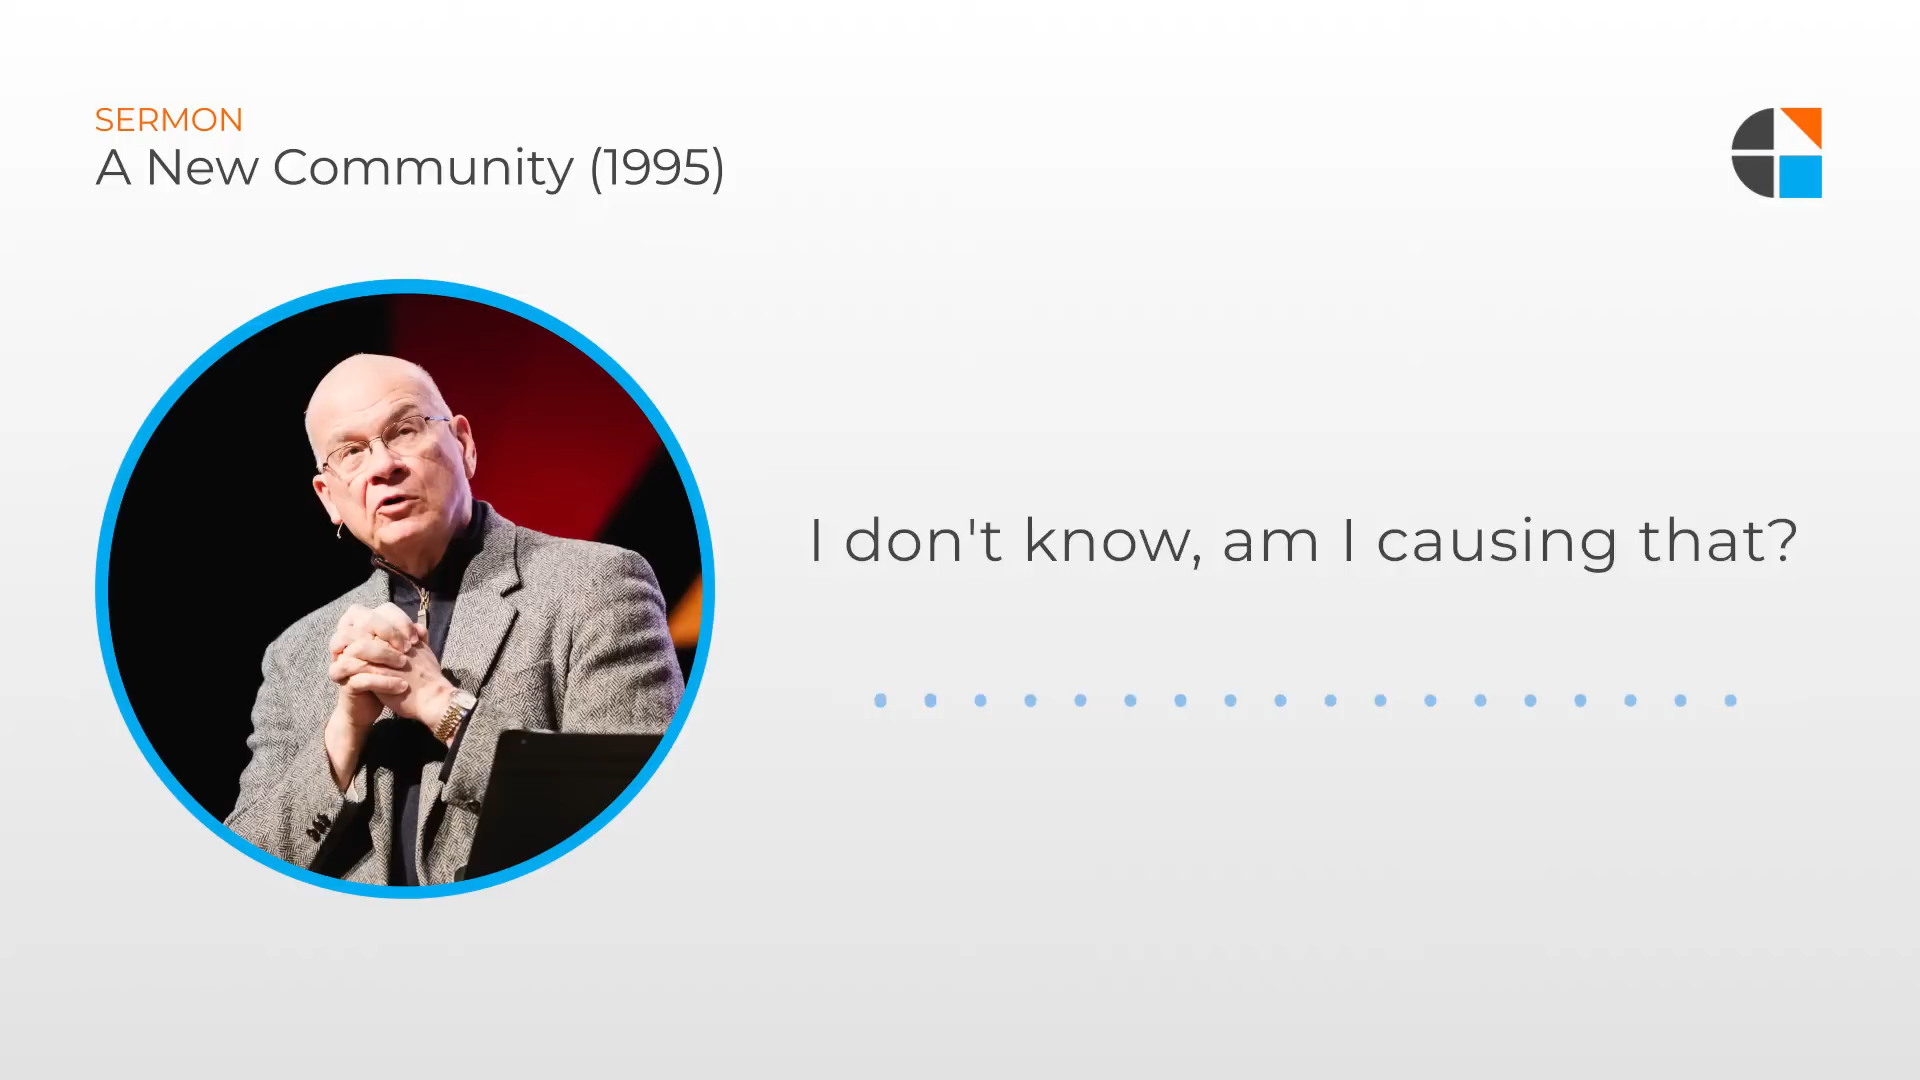 SERMON
A New Community (1995)
I don't know, am I causing that?